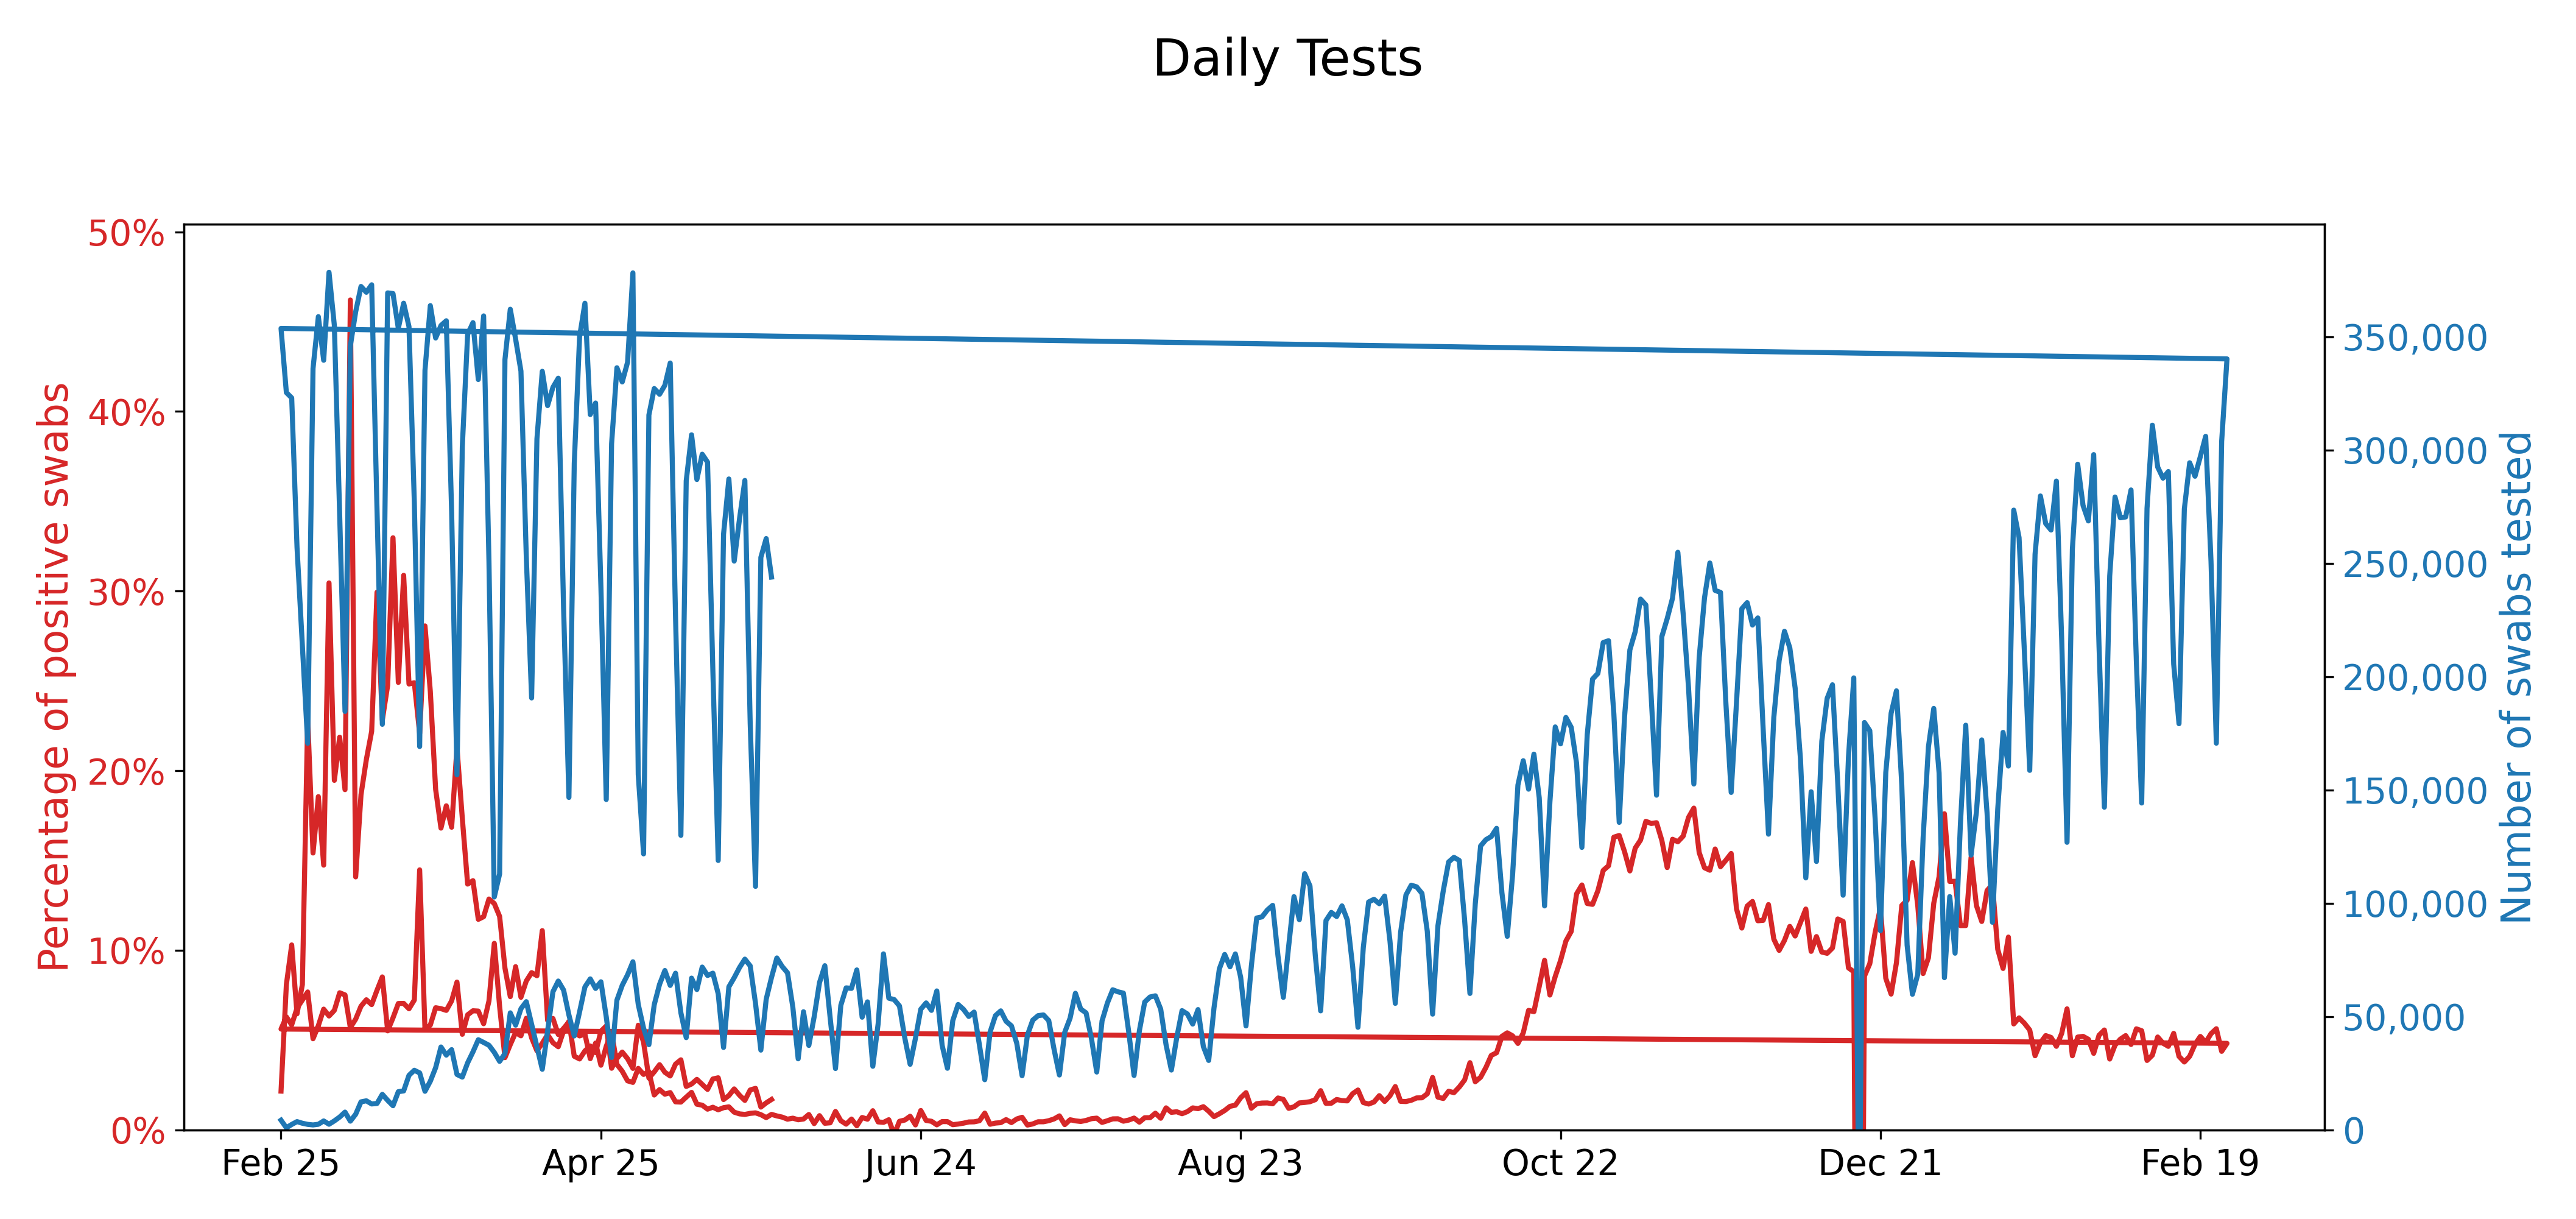 Daily Tests
50%
40%
30%
20%
10%
0%
Percentage of positive swabs
350,000
300,000
250,000
200,000
150,000
100,000
50,000
0
Number of swabs tested
Feb 25
Apr 25
Jun 24
Aug 23
Oct 22
Dec 21
Feb 19